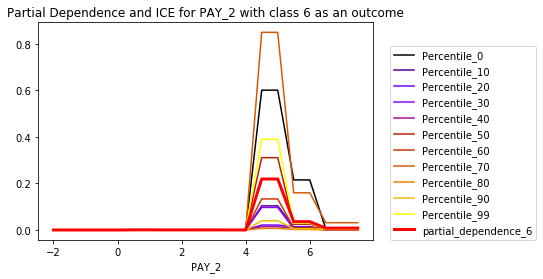 Partial Dependence and ICE for PAY_2 with class 6 as an outcome
0.8
0.6
0.4
0.2
0.0
−2
0
2
4
6
PAY_2
Percentile_0
Percentile_10
Percentile_20
Percentile_30
Percentile_40
Percentile_50
Percentile_60
Percentile_70
Percentile_80
Percentile_90
Percentile_99
partial_dependence_6